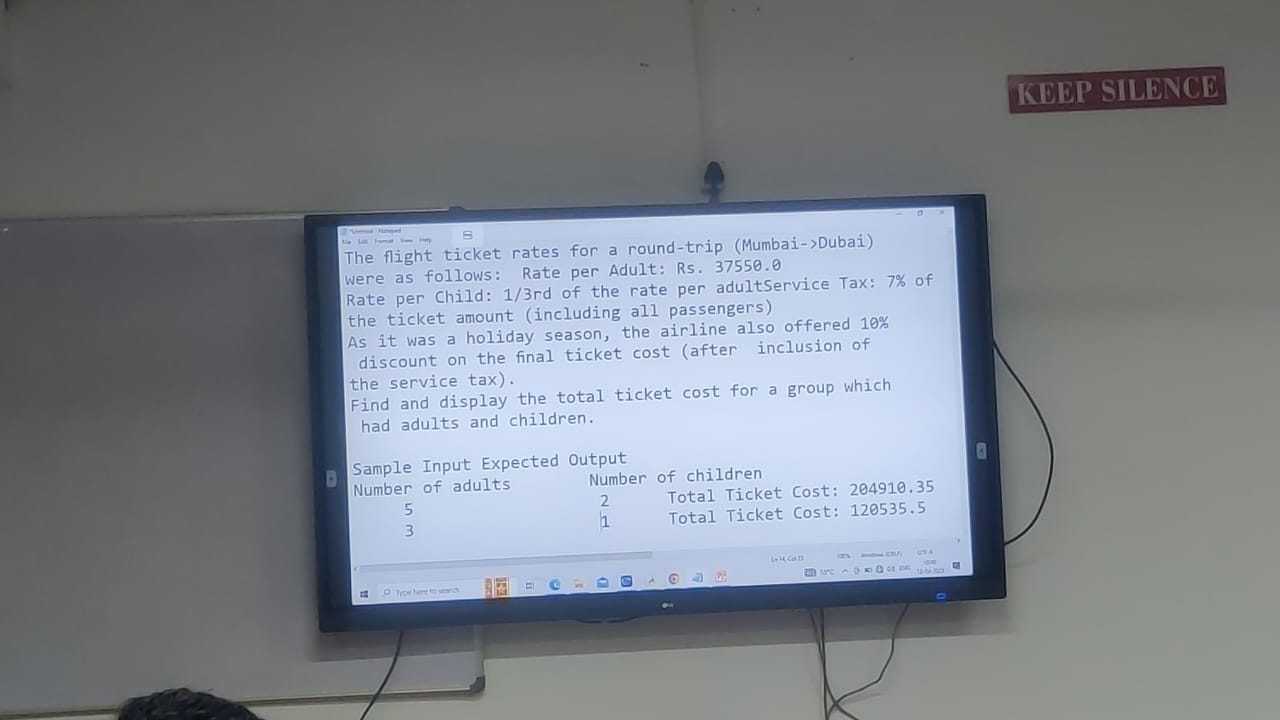 KEEP SILENCE
*Untitled - Notepad
File Edit Format View Help
The flight ticket rates for a round-trip (Mumbai->Dubai)
were as follows:  Rate per Adult: Rs. 37550.0
Rate per Child: 1/3rd of the rate per adultService Tax: 7% of
the ticket amount (including all passengers)
As it was a holiday season, the airline also offered 10%
discount on the final ticket cost (after  inclusion of
the service tax).
Find and display the total ticket cost for a group which
had adults and children.
Sample Input Expected Output
Number of adults Number of children
5 2 Total Ticket Cost: 204910.35
3 1 Total Ticket Cost: 120535.5
100% Windows (CRLF) UTF-8
Type here to search
ENG
LG